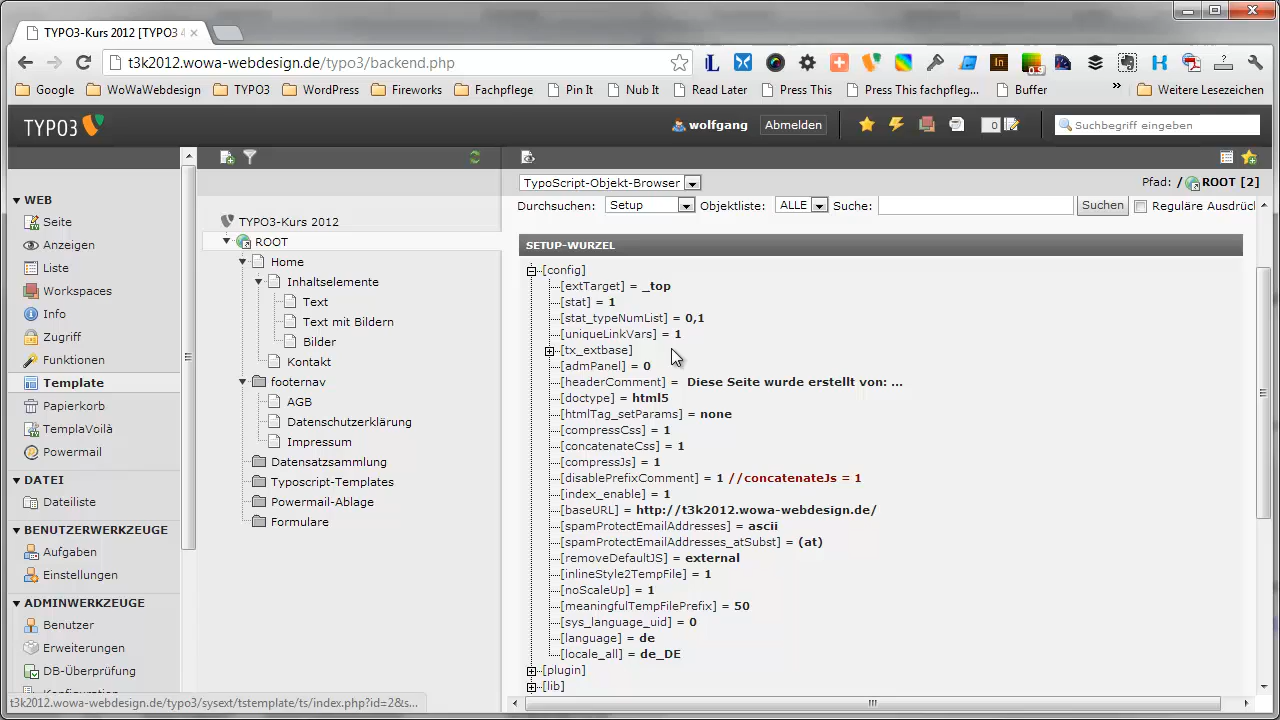 TYPO3-Kurs 2012 [TYPO3 4
t3k2012.wowa-webdesign.de/typo3/backend.php
Google
WoWaWebdesign
TYPO3
WordPress
Fireworks
Fachpflege
Pin It
Nub It
Read Later
Press This
Press This fachpfleg...
Buffer
Weitere Lesezeichen
TYPO3
wolfgang
Abmelden
0
Suchbegriff eingeben
TypoScript-Objekt-Browser
Pfad: / ROOT [2]
WEB
Seite
Anzeigen
Liste
Workspaces
Info
Zugriff
Funktionen
Template
Papierkorb
TemplaVoilà
Powermail
DATEI
Dateiliste
BENUTZERWERKZEUGE
Aufgaben
Einstellungen
ADMINWERKZEUGE
Benutzer
Erweiterungen
DB-Überprüfung
TYPO3-Kurs 2012
ROOT
Home
Inhaltselemente
Text
Text mit Bildern
Bilder
Kontakt
footernav
AGB
Datenschutzerklärung
Impressum
Datensatzsammlung
Typoscript-Templates
Powermail-Ablage
Formulare
Durchsuchen: Setup Objektliste: ALLE Suche: Suchen Reguläre Ausdrüc
SETUP-WURZEL
[config]
[extTarget] = _top
[stat] = 1
[stat_typeNumList] = 0,1
[uniqueLinkVars] = 1
[tx_extbase]
[admPanel] = 0
[headerComment] = Diese Seite wurde erstellt von: ...
[doctype] = html5
[htmlTag_setParams] = none
[compressCss] = 1
[concatenateCss] = 1
[compressJs] = 1
[disablePrefixComment] = 1 //concatenateJs = 1
[index_enable] = 1
[baseURL] = http://t3k2012.wowa-webdesign.de/
[spamProtectEmailAddresses] = ascii
[spamProtectEmailAddresses_atSubst] = (at)
[removeDefaultJS] = external
[inlineStyle2TempFile] = 1
[noScaleUp] = 1
[meaningfulTempFilePrefix] = 50
[sys_language_uid] = 0
[language] = de
[locale_all] = de_DE
[plugin]
[lib]
t3k2012.wowa-webdesign.de/typo3/sysext/tstemplate/ts/index.php?id=2&ts...